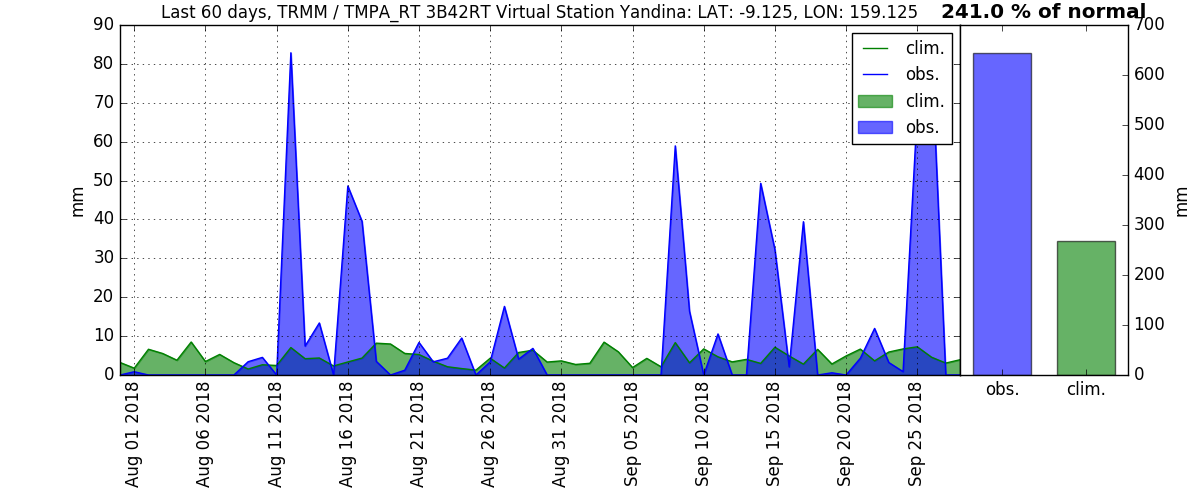 Last 60 days, TRMM / TMPA_RT 3B42RT Virtual Station Yandina: LAT: -9.125, LON: 159.125
241.0 % of normal
90
80
70
60
50
40
30
20
10
0
mm
clim.
obs.
clim.
obs.
Aug 01 2018
Aug 06 2018
Aug 11 2018
Aug 16 2018
Aug 21 2018
Aug 26 2018
Aug 31 2018
Sep 05 2018
Sep 10 2018
Sep 15 2018
Sep 20 2018
Sep 25 2018
700
600
500
400
300
200
100
0
mm
obs.
clim.